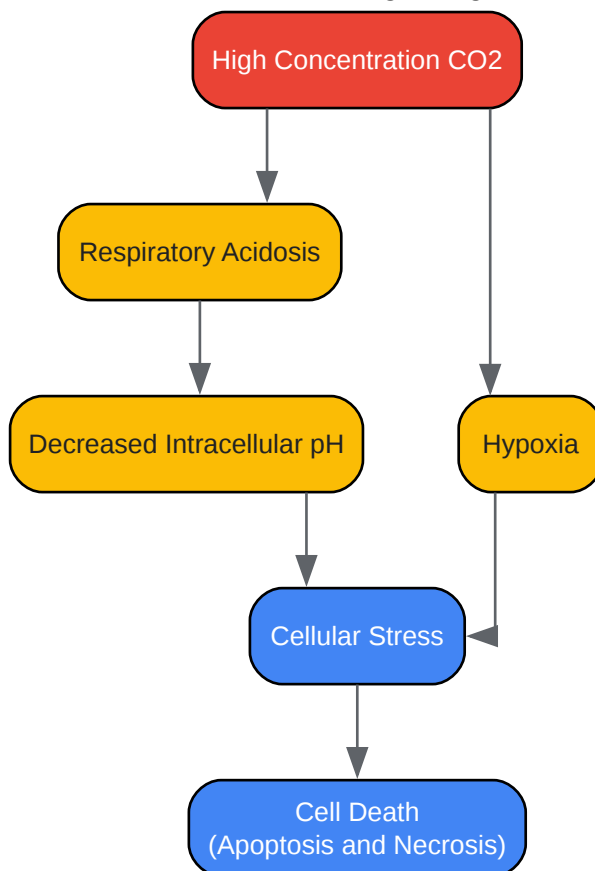 High Concentration CO2
Respiratory Acidosis
Decreased Intracellular pH
Hypoxia
Cellular Stress
Cell Death
(Apoptosis and Necrosis)